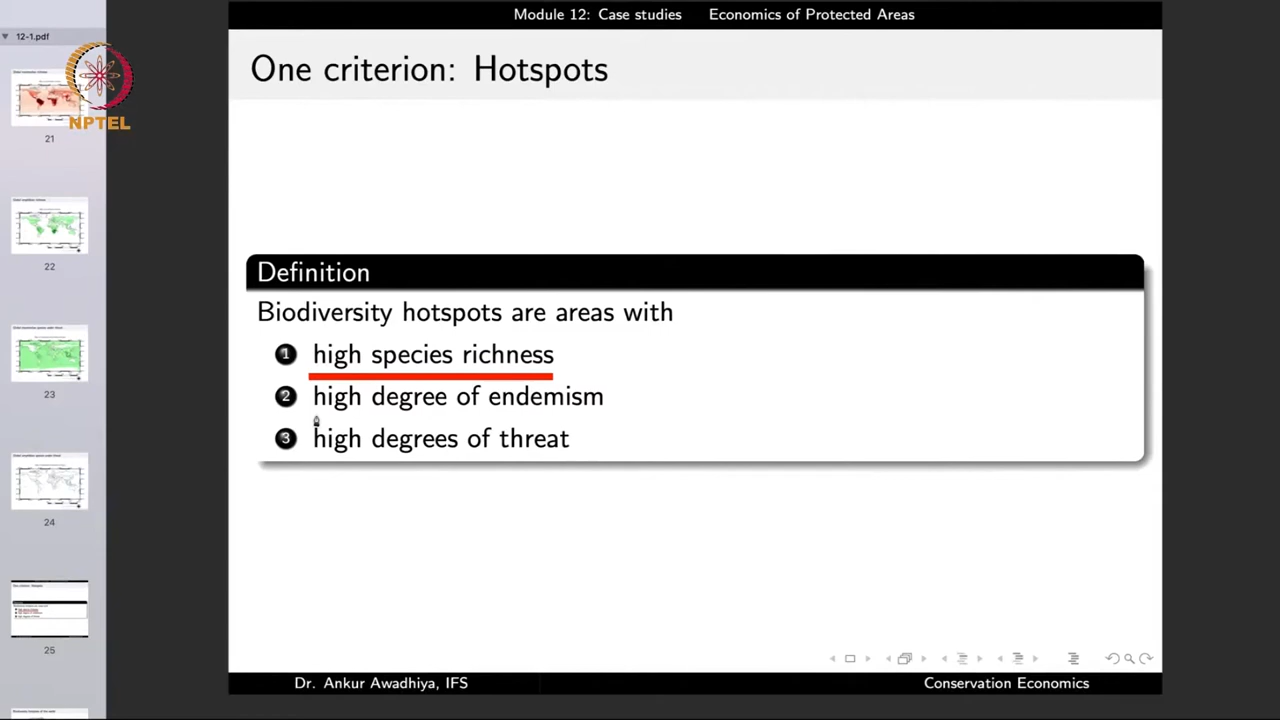 Module 12: Case studies Economics of Protected Areas
12-1.pdf
NPTEL
One criterion: Hotspots
Definition
Biodiversity hotspots are areas with
1 high species richness
2 high degree of endemism
3 high degrees of threat
21
22
23
24
25
Dr. Ankur Awadhiya, IFS
Conservation Economics